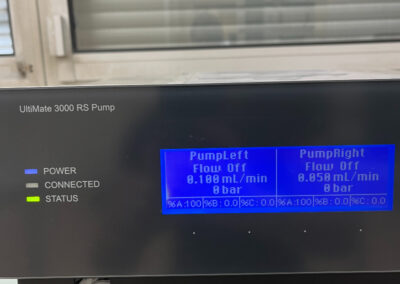 UltiMate 3000 RS Pump
POWER
CONNECTED
STATUS
PumpLeft
Flow Off
0.100 mL/min
0 bar
%A:100 %B: 0.0 %C: 0.0
PumpRight
Flow Off
0.050 mL/min
0 bar
%A:100 %B: 0.0 %C: 0.0